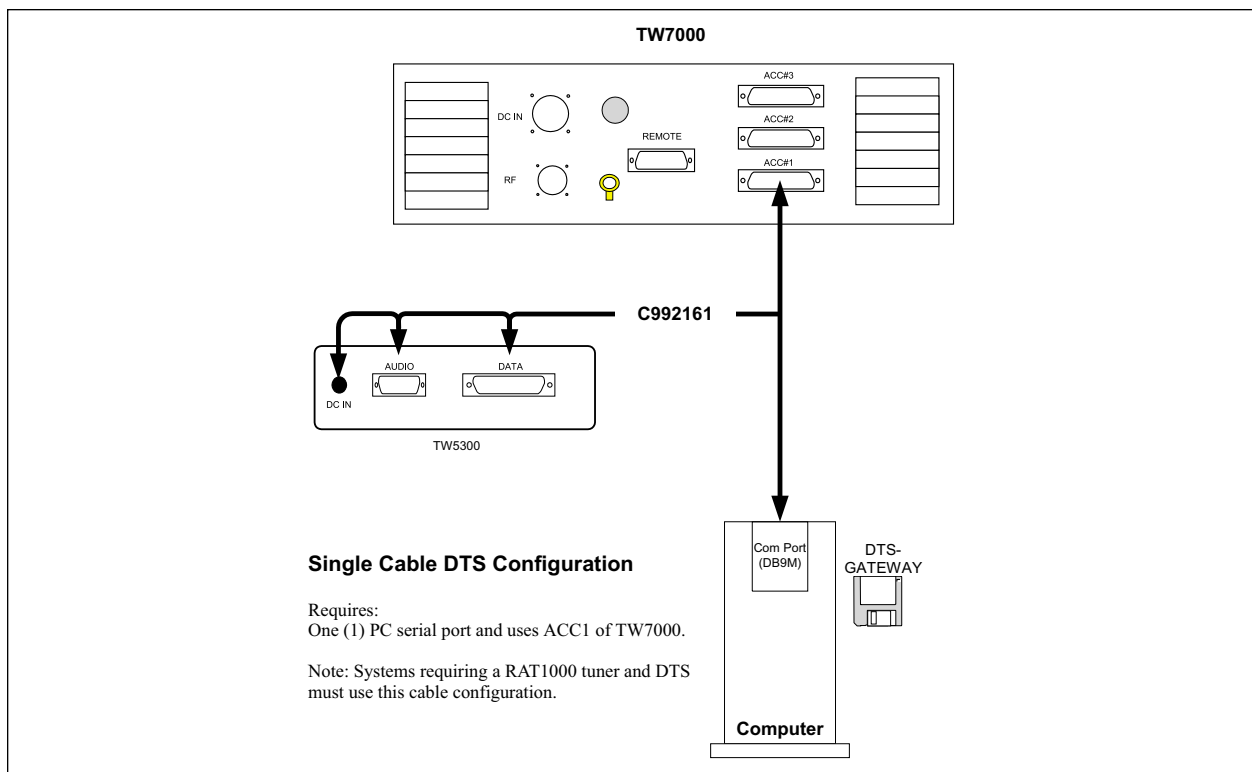 TW7000
ACC#3
DC IN
ACC#2
REMOTE
ACC#1
RF
C992161
AUDIO
DATA
DC IN
TW5300
Com Port
(DB9M)
DTS-
GATEWAY
Single Cable DTS Configuration
Requires:
One (1) PC serial port and uses ACC1 of TW7000.
Note: Systems requiring a RAT1000 tuner and DTS
must use this cable configuration.
Computer